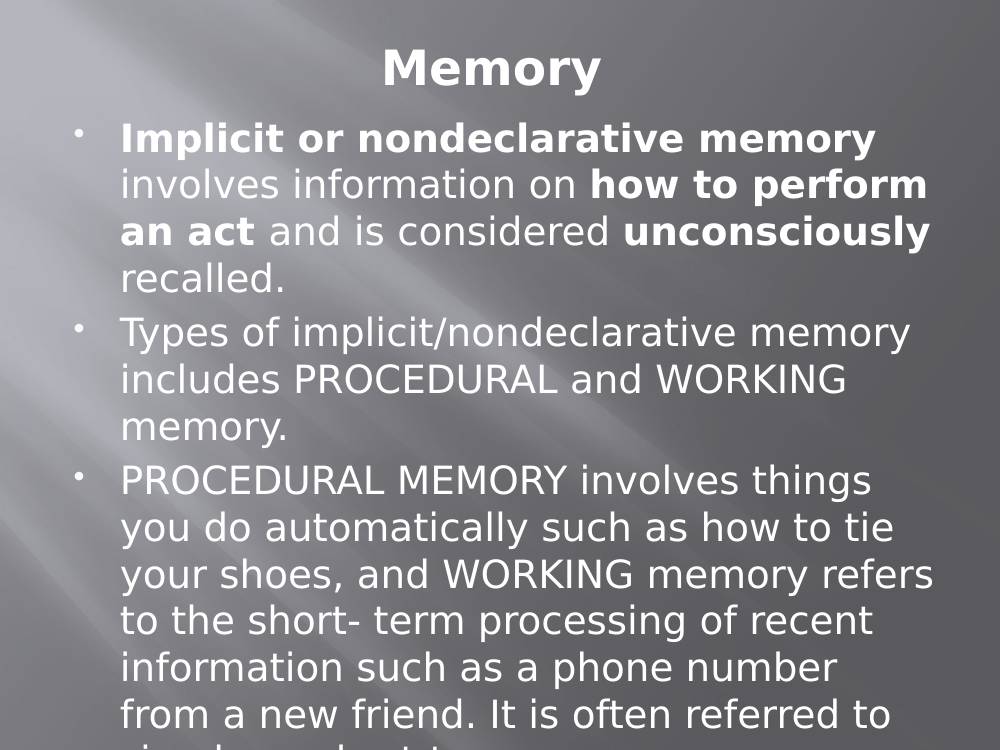 Memory
• Implicit or nondeclarative memory
involves information on how to perform
an act and is considered unconsciously
recalled.
• Types of implicit/nondeclarative memory
includes PROCEDURAL and WORKING
memory.
• PROCEDURAL MEMORY involves things
you do automatically such as how to tie
your shoes, and WORKING memory refers
to the short- term processing of recent
information such as a phone number
from a new friend. It is often referred to